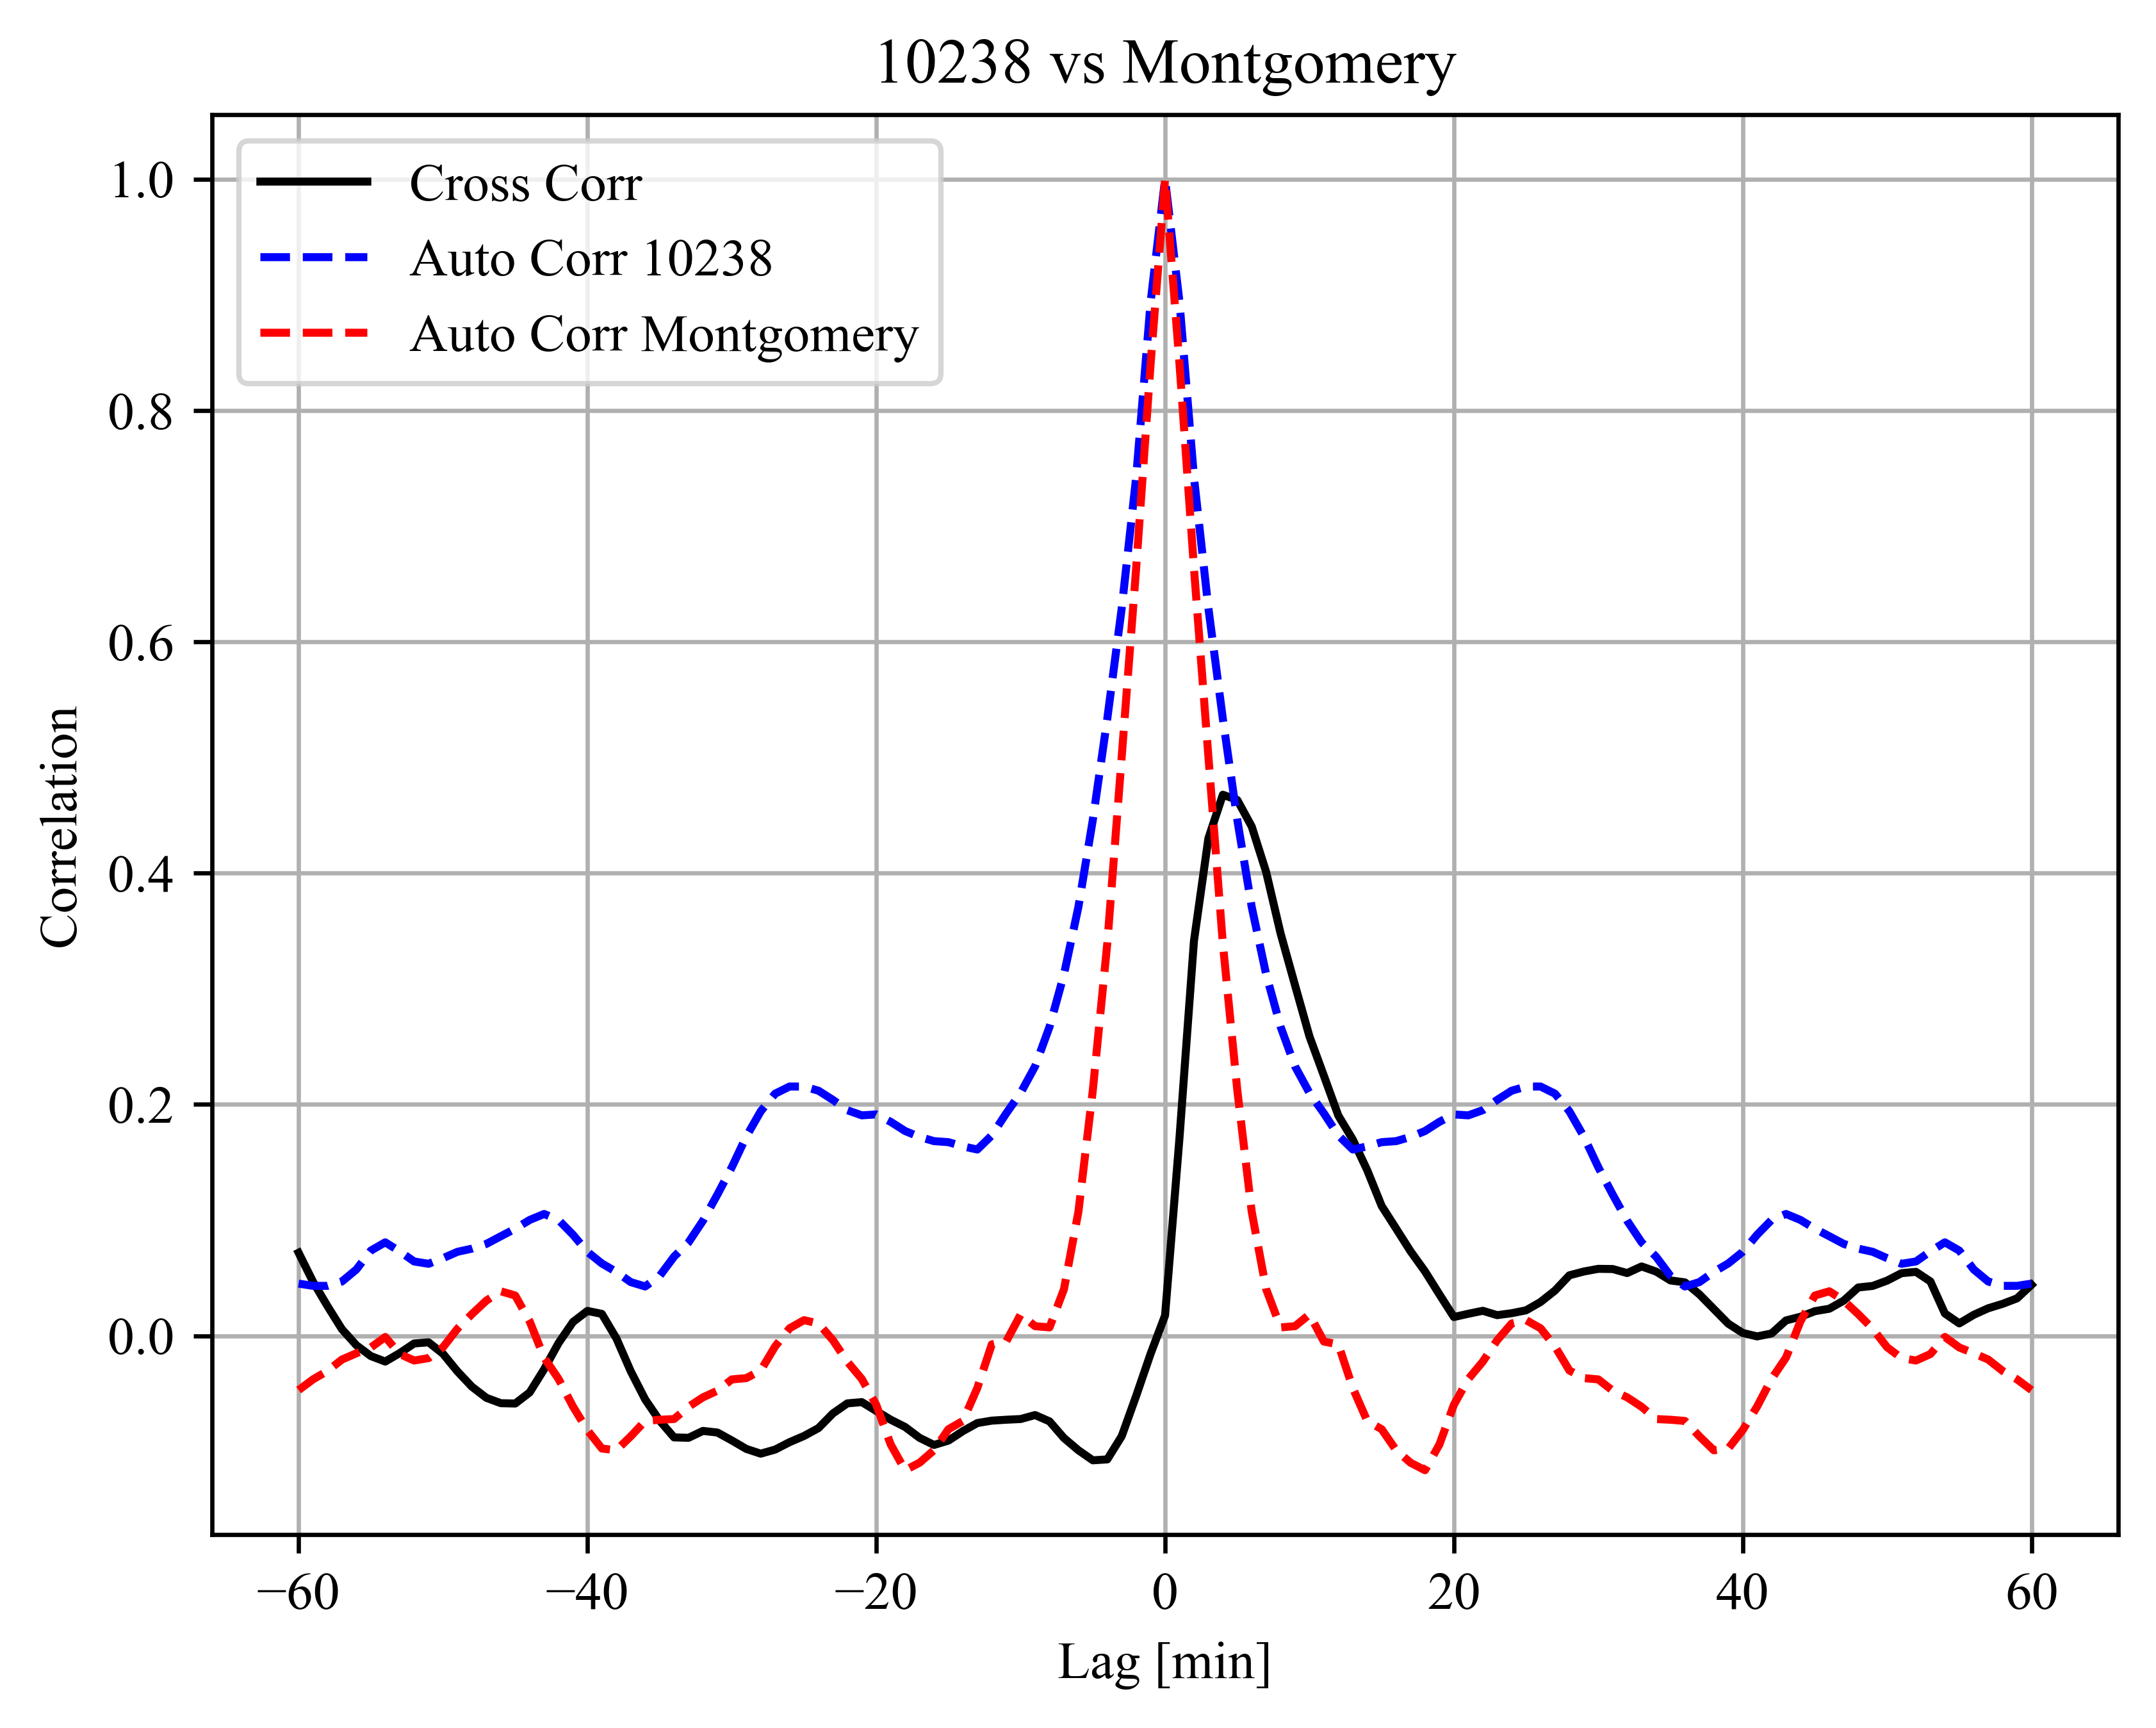 10238 vs Montgomery
Cross Corr
Auto Corr 10238
Auto Corr Montgomery
1.0
0.8
0.6
0.4
0.2
0.0
Correlation
−60 −40 −20 0 20 40 60
Lag [min]